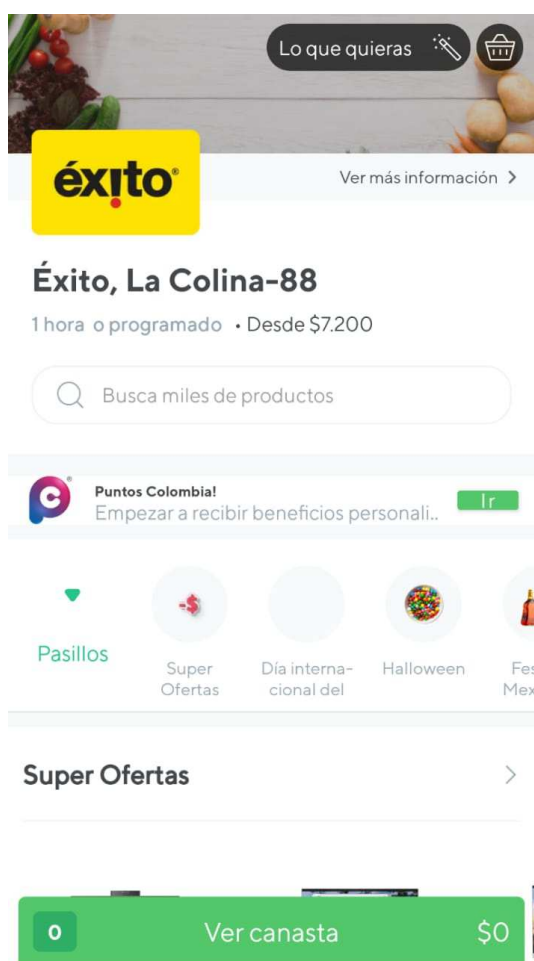 Lo que quieras
éxito®
Ver más información >
Éxito, La Colina-88
1 hora o programado • Desde $7.200
Busca miles de productos
Puntos Colombia!
Empezar a recibir beneficios personali.. Ir
-$
Pasillos
Super
Ofertas
Día interna-
cional del
Halloween
Fes
Mex
Super Ofertas >
0 Ver canasta $0